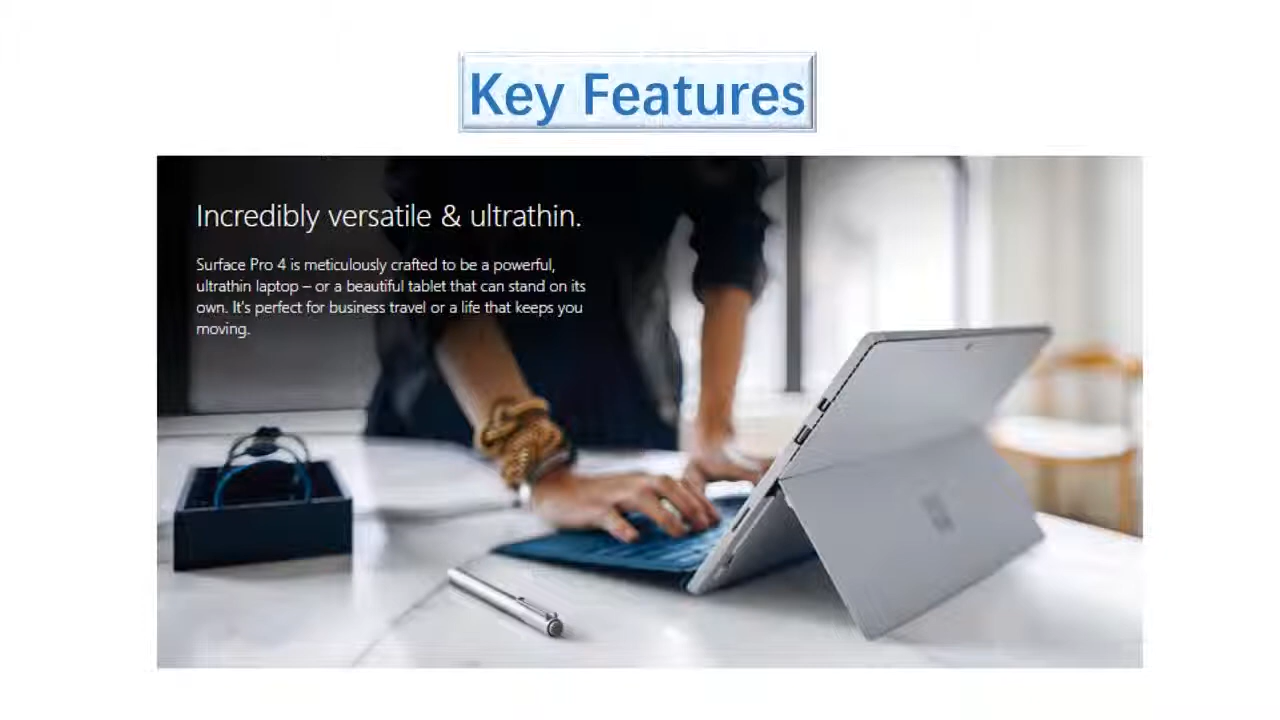 Key Features
Incredibly versatile & ultrathin.
Surface Pro 4 is meticulously crafted to be a powerful,
ultrathin laptop – or a beautiful tablet that can stand on its
own. It's perfect for business travel or a life that keeps you
moving.